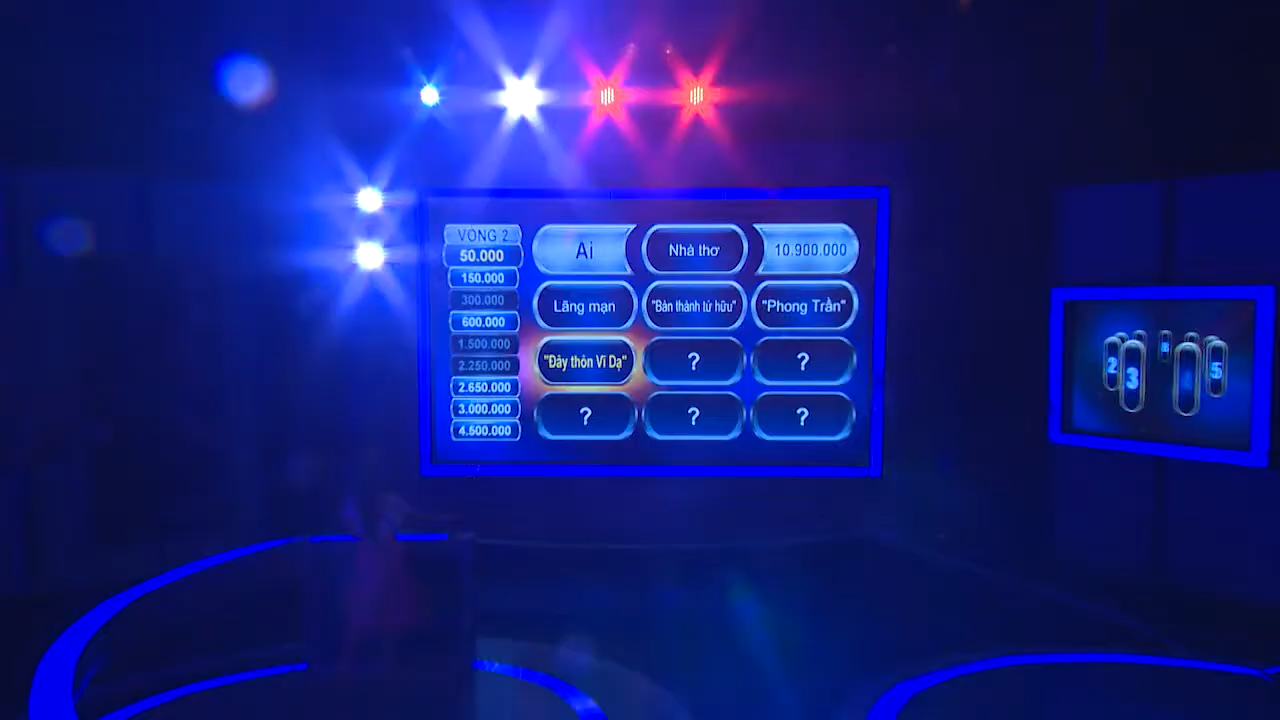 VÒNG 2
50.000
150.000
300.000
600.000
1.500.000
2.250.000
2.650.000
3.000.000
4.500.000
Ai
Nhà thơ
10.900.000
Lãng mạn
"Bàn thành tứ hữu"
"Phong Trần"
"Đây thôn Vĩ Dạ"
?
?
?
?
?
2
3
5